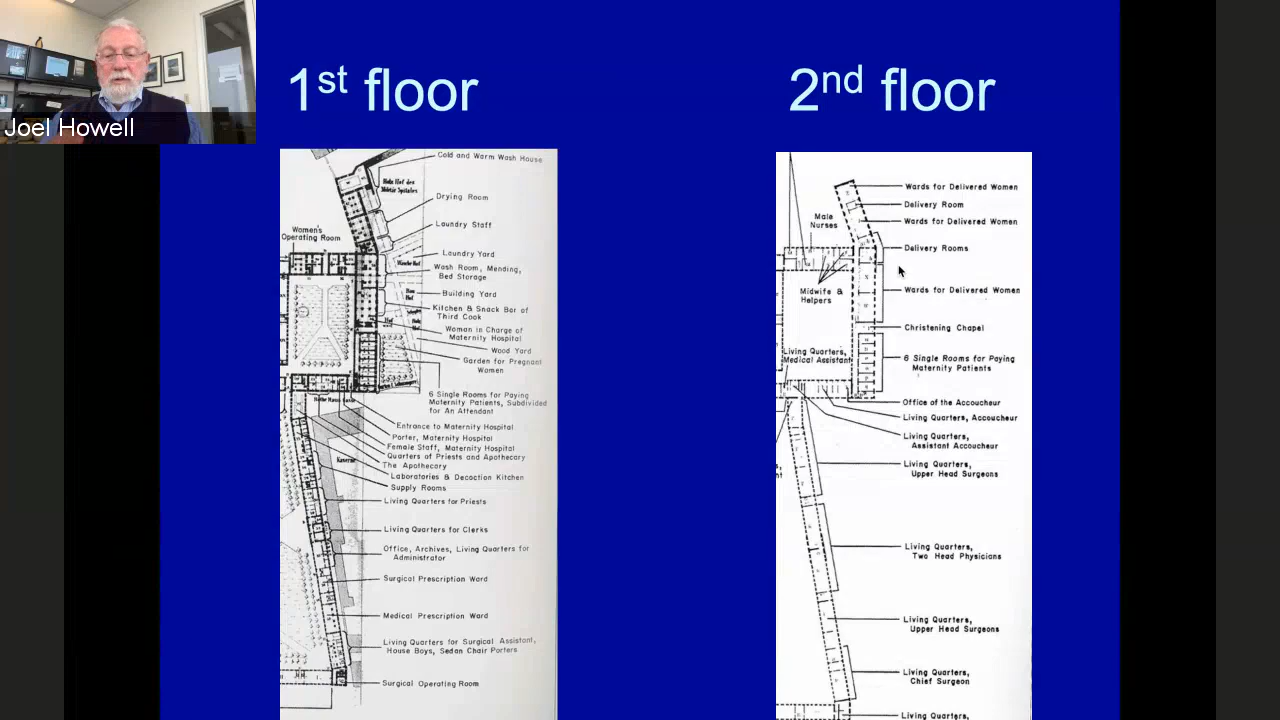 Joel Howell
1st floor
2nd floor
Cold and Warm Wash House
Drying Room
Laundry Staff
Women's
Operating Room
Laundry Yard
Wash Room, Mending,
Bed Storage
Building Yard
Kitchen & Snack Bar of
Third Cook
Woman in Charge of
Maternity Hospital
Wood Yard
Garden for Pregnant
Women
6 Single Rooms for Paying
Maternity Patients, Subdivided
for An Attendant
Entrance to Maternity Hospital
Porter, Maternity Hospital
Female Staff, Maternity Hospital
Quarters of Priests and Apothecary
The Apothecary
Laboratories & Decoction Kitchen
Supply Rooms
Living Quarters for Priests
Living Quarters for Clerks
Office, Archives, Living Quarters for
Administrator
Surgical Prescription Ward
Medical Prescription Ward
Living Quarters for Surgical Assistant,
House Boys, Sedan Chair Porters
Surgical Operating Room
Wards for Delivered Women
Delivery Room
Wards for Delivered Women
Male
Nurses
Delivery Rooms
Midwife &
Helpers
Wards for Delivered Women
Christening Chapel
Living Quarters,
Medical Assistant
6 Single Rooms for Paying
Maternity Patients
Office of the Accoucheur
Living Quarters, Accoucheur
Living Quarters,
Assistant Accoucheur
Living Quarters,
Upper Head Surgeons
Living Quarters,
Two Head Physicians
Living Quarters,
Upper Head Surgeons
Living Quarters,
Chief Surgeon
Living Quarters,